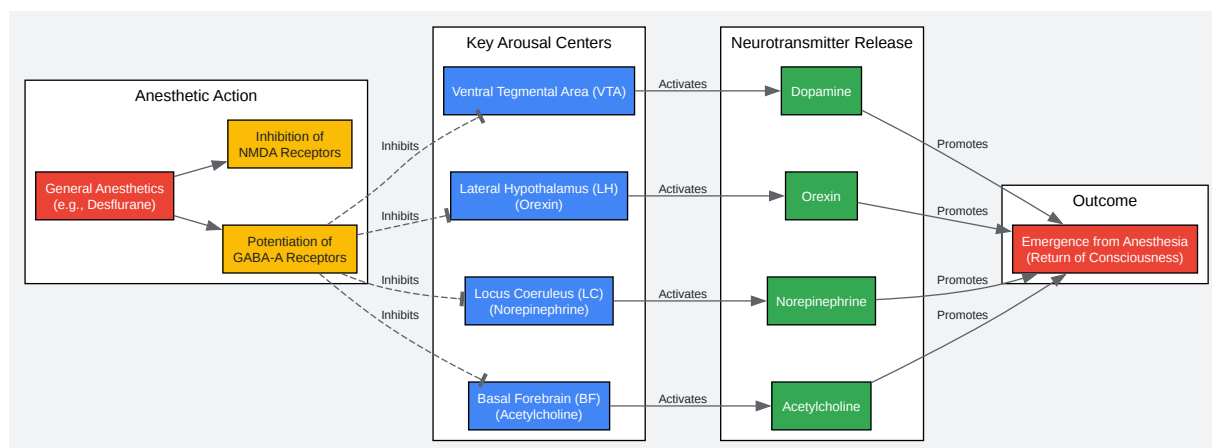 Anesthetic Action
General Anesthetics
(e.g., Desflurane)
Inhibition of
NMDA Receptors
Potentiation of
GABA-A Receptors
Inhibits
Inhibits
Inhibits
Inhibits
Key Arousal Centers
Ventral Tegmental Area (VTA)
Lateral Hypothalamus (LH)
(Orexin)
Locus Coeruleus (LC)
(Norepinephrine)
Basal Forebrain (BF)
(Acetylcholine)
Activates
Activates
Activates
Activates
Neurotransmitter Release
Dopamine
Orexin
Norepinephrine
Acetylcholine
Promotes
Promotes
Promotes
Promotes
Outcome
Emergence from Anesthesia
(Return of Consciousness)